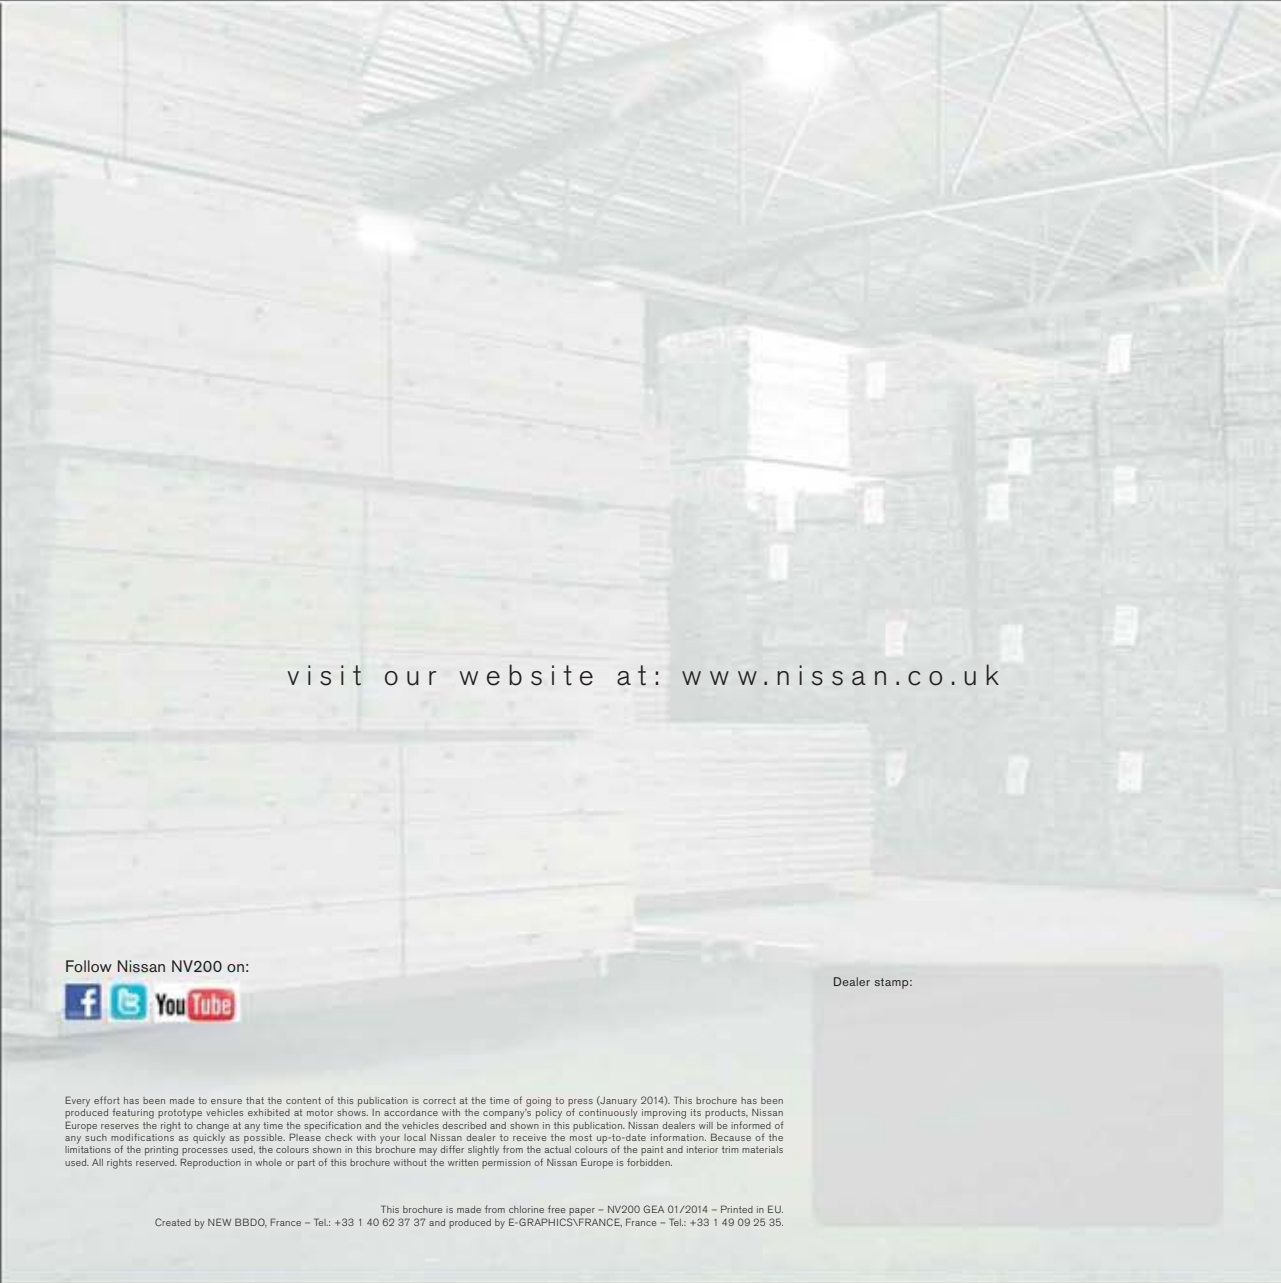 visit our website at: www.nissan.co.uk
Follow Nissan NV200 on:
f t You Tube
Dealer stamp:
Every effort has been made to ensure that the content of this publication is correct at the time of going to press (January 2014). This brochure has been
produced featuring prototype vehicles exhibited at motor shows. In accordance with the company's policy of continuously improving its products, Nissan
Europe reserves the right to change at any time the specification and the vehicles described and shown in this publication. Nissan dealers will be informed of
any such modifications as quickly as possible. Please check with your local Nissan dealer to receive the most up-to-date information. Because of the
limitations of the printing processes used, the colours shown in this brochure may differ slightly from the actual colours of the paint and interior trim materials
used. All rights reserved. Reproduction in whole or part of this brochure without the written permission of Nissan Europe is forbidden.
This brochure is made from chlorine free paper – NV200 GEA 01/2014 – Printed in EU.
Created by NEW BBDO, France – Tel.: +33 1 40 62 37 37 and produced by E-GRAPHICS\FRANCE, France – Tel.: +33 1 49 09 25 35.